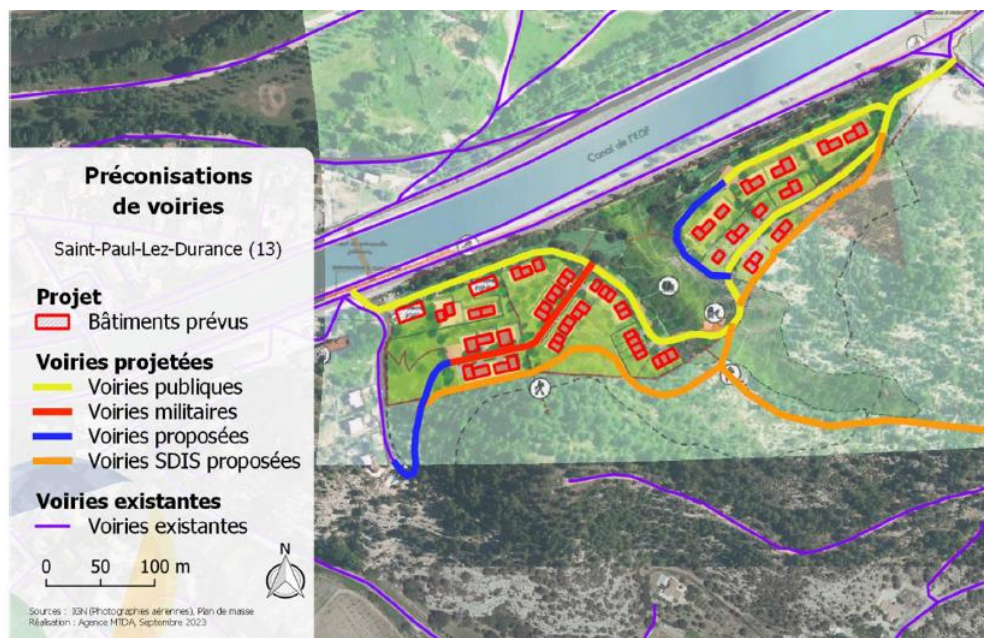 Préconisations
de voiries
Saint-Paul-Lez-Durance (13)
Projet
Bâtiments prévus
Voiries projetées
Voiries publiques
Voiries militaires
Voiries proposées
Voiries SDIS proposées
Voiries existantes
Voiries existantes
N
0 50 100 m
Sources : IGN (Photographies aériennes), Plan de masse
Réalisation : Agence MTDA, Septembre 2023
Canal de l'EDF